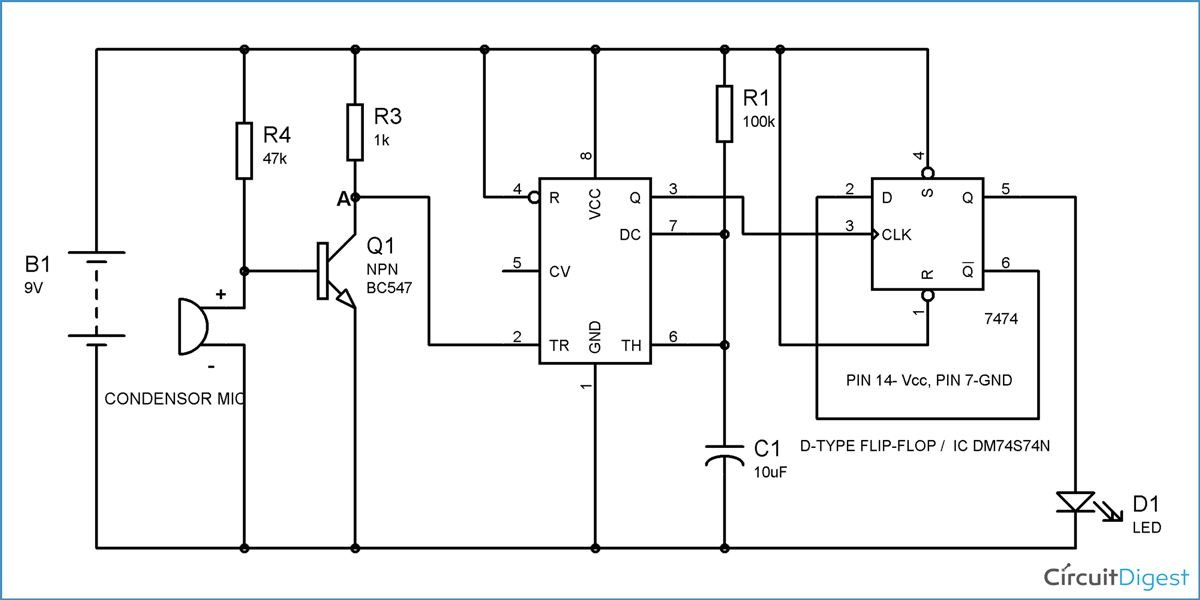 B1
9V
R4
47k
+
-
CONDENSOR MIC
R3
1k
A
Q1
NPN
BC547
4
R
8
VCC
Q
3
DC
7
5
CV
2
TR
GND
1
TH
6
R1
100k
C1
10uF
2
D
4
S
Q
5
3
CLK
R
1
Q
6
7474
PIN 14- Vcc, PIN 7-GND
D-TYPE FLIP-FLOP / IC DM74S74N
D1
LED
CircuitDigest